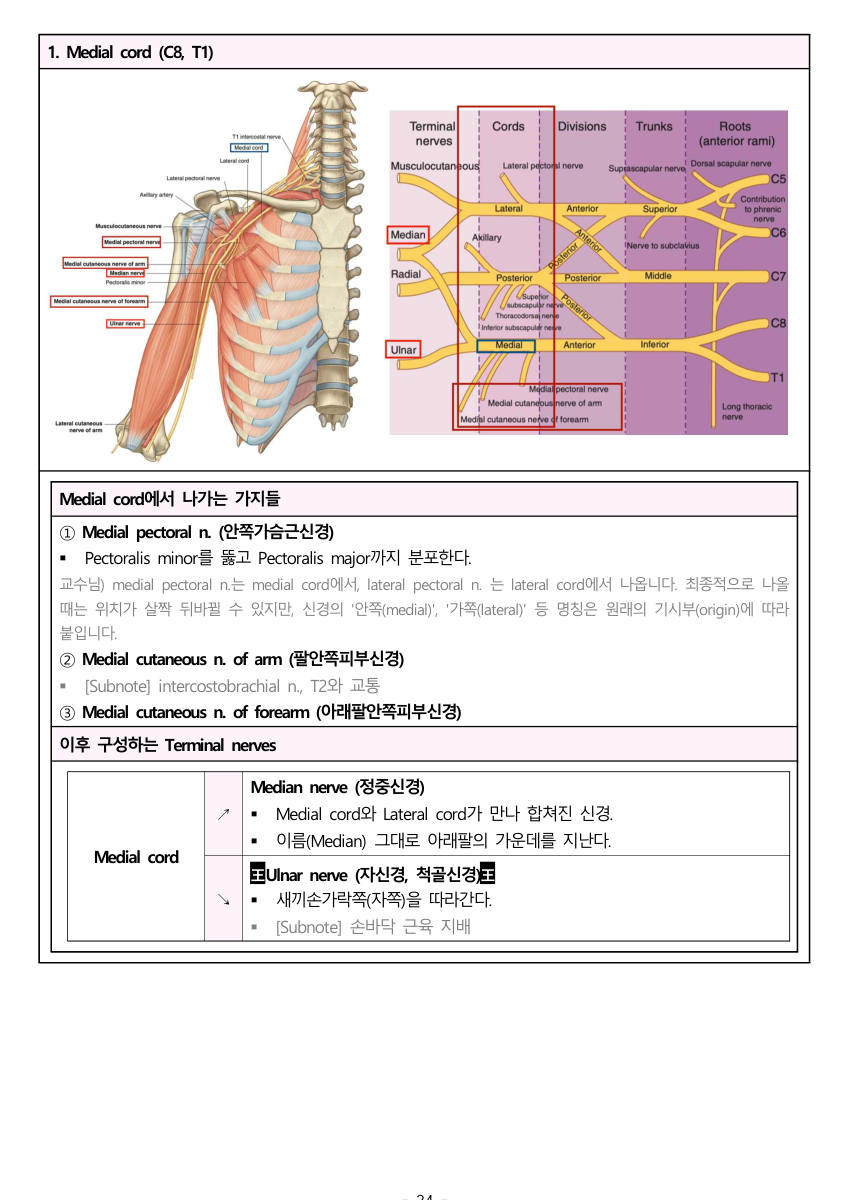 1. Medial cord (C8, T1)
T1 intercostal nerve
Medial cord
Lateral cord
Lateral pectoral nerve
Axillary artery
Musculocutaneous nerve
Medial pectoral nerve
Medial cutaneous nerve of arm
Median nerve
Pectoralis minor
Medial cutaneous nerve of forearm
Ulnar nerve
Lateral cutaneous
nerve of arm
Terminal
nerves
Cords
Divisions
Trunks
Roots
(anterior rami)
Musculocutaneous
Lateral pectoral nerve
Suprascapular nerve
Dorsal scapular nerve
C5
Contribution
to phrenic
nerve
Lateral
Anterior
Superior
C6
Median
Axillary
Anterior
Posterior
Nerve to subclavius
Radial
Posterior
Posterior
Middle
C7
Superior
subscapular nerve
Thoracodorsal nerve
Inferior subscapular nerve
Posterior
C8
Ulnar
Medial
Anterior
Inferior
T1
Medial pectoral nerve
Medial cutaneous nerve of arm
Medial cutaneous nerve of forearm
Long thoracic
nerve
Medial cord에서 나가는 가지들
① Medial pectoral n. (안쪽가슴근신경)
▪ Pectoralis minor를 뚫고 Pectoralis major까지 분포한다.
교수님) medial pectoral n.는 medial cord에서, lateral pectoral n. 는 lateral cord에서 나옵니다. 최종적으로 나올
때는 위치가 살짝 뒤바뀔 수 있지만, 신경의 '안쪽(medial)', '가쪽(lateral)' 등 명칭은 원래의 기시부(origin)에 따라
붙입니다.
② Medial cutaneous n. of arm (팔안쪽피부신경)
▪ [Subnote] intercostobrachial n., T2와 교통
③ Medial cutaneous n. of forearm (아래팔안쪽피부신경)
이후 구성하는 Terminal nerves
Medial cord
↗
Median nerve (정중신경)
▪ Medial cord와 Lateral cord가 만나 합쳐진 신경.
▪ 이름(Median) 그대로 아래팔의 가운데를 지난다.
↘
王Ulnar nerve (자신경, 척골신경)王
▪ 새끼손가락쪽(자쪽)을 따라간다.
▪ [Subnote] 손바닥 근육 지배
- 24 -